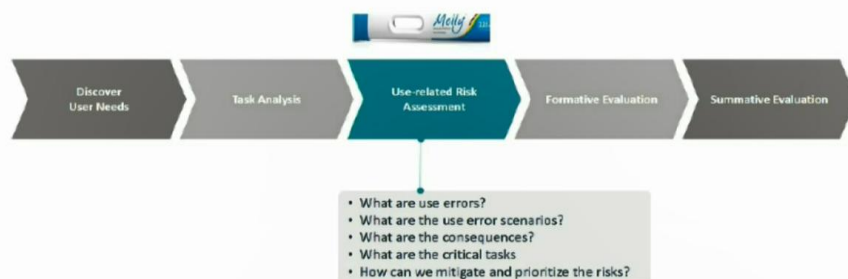 Molly
Discover
User Needs
Task Analysis
Use-related Risk
Assessment
Formative Evaluation
Summative Evaluation
• What are use errors?
• What are the use error scenarios?
• What are the consequences?
• What are the critical tasks
• How can we mitigate and prioritize the risks?